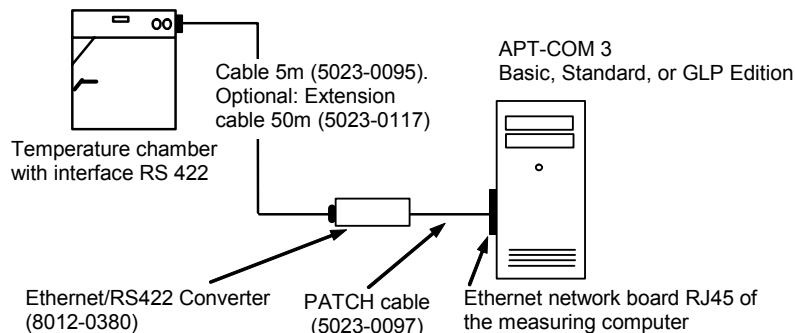 APT-COM 3
Basic, Standard, or GLP Edition
Cable 5m (5023-0095).
Optional: Extension
cable 50m (5023-0117)
Temperature chamber
with interface RS 422
Ethernet/RS422 Converter
(8012-0380)
PATCH cable
(5023-0097)
Ethernet network board RJ45 of
the measuring computer